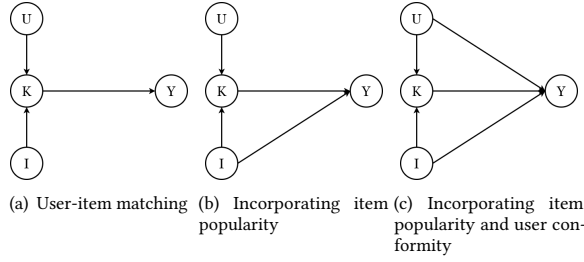 U
U
U
K
Y
K
Y
K
Y
I
I
I
(a) User-item matching
(b) Incorporating item
popularity
(c) Incorporating item
popularity and user con-
formity